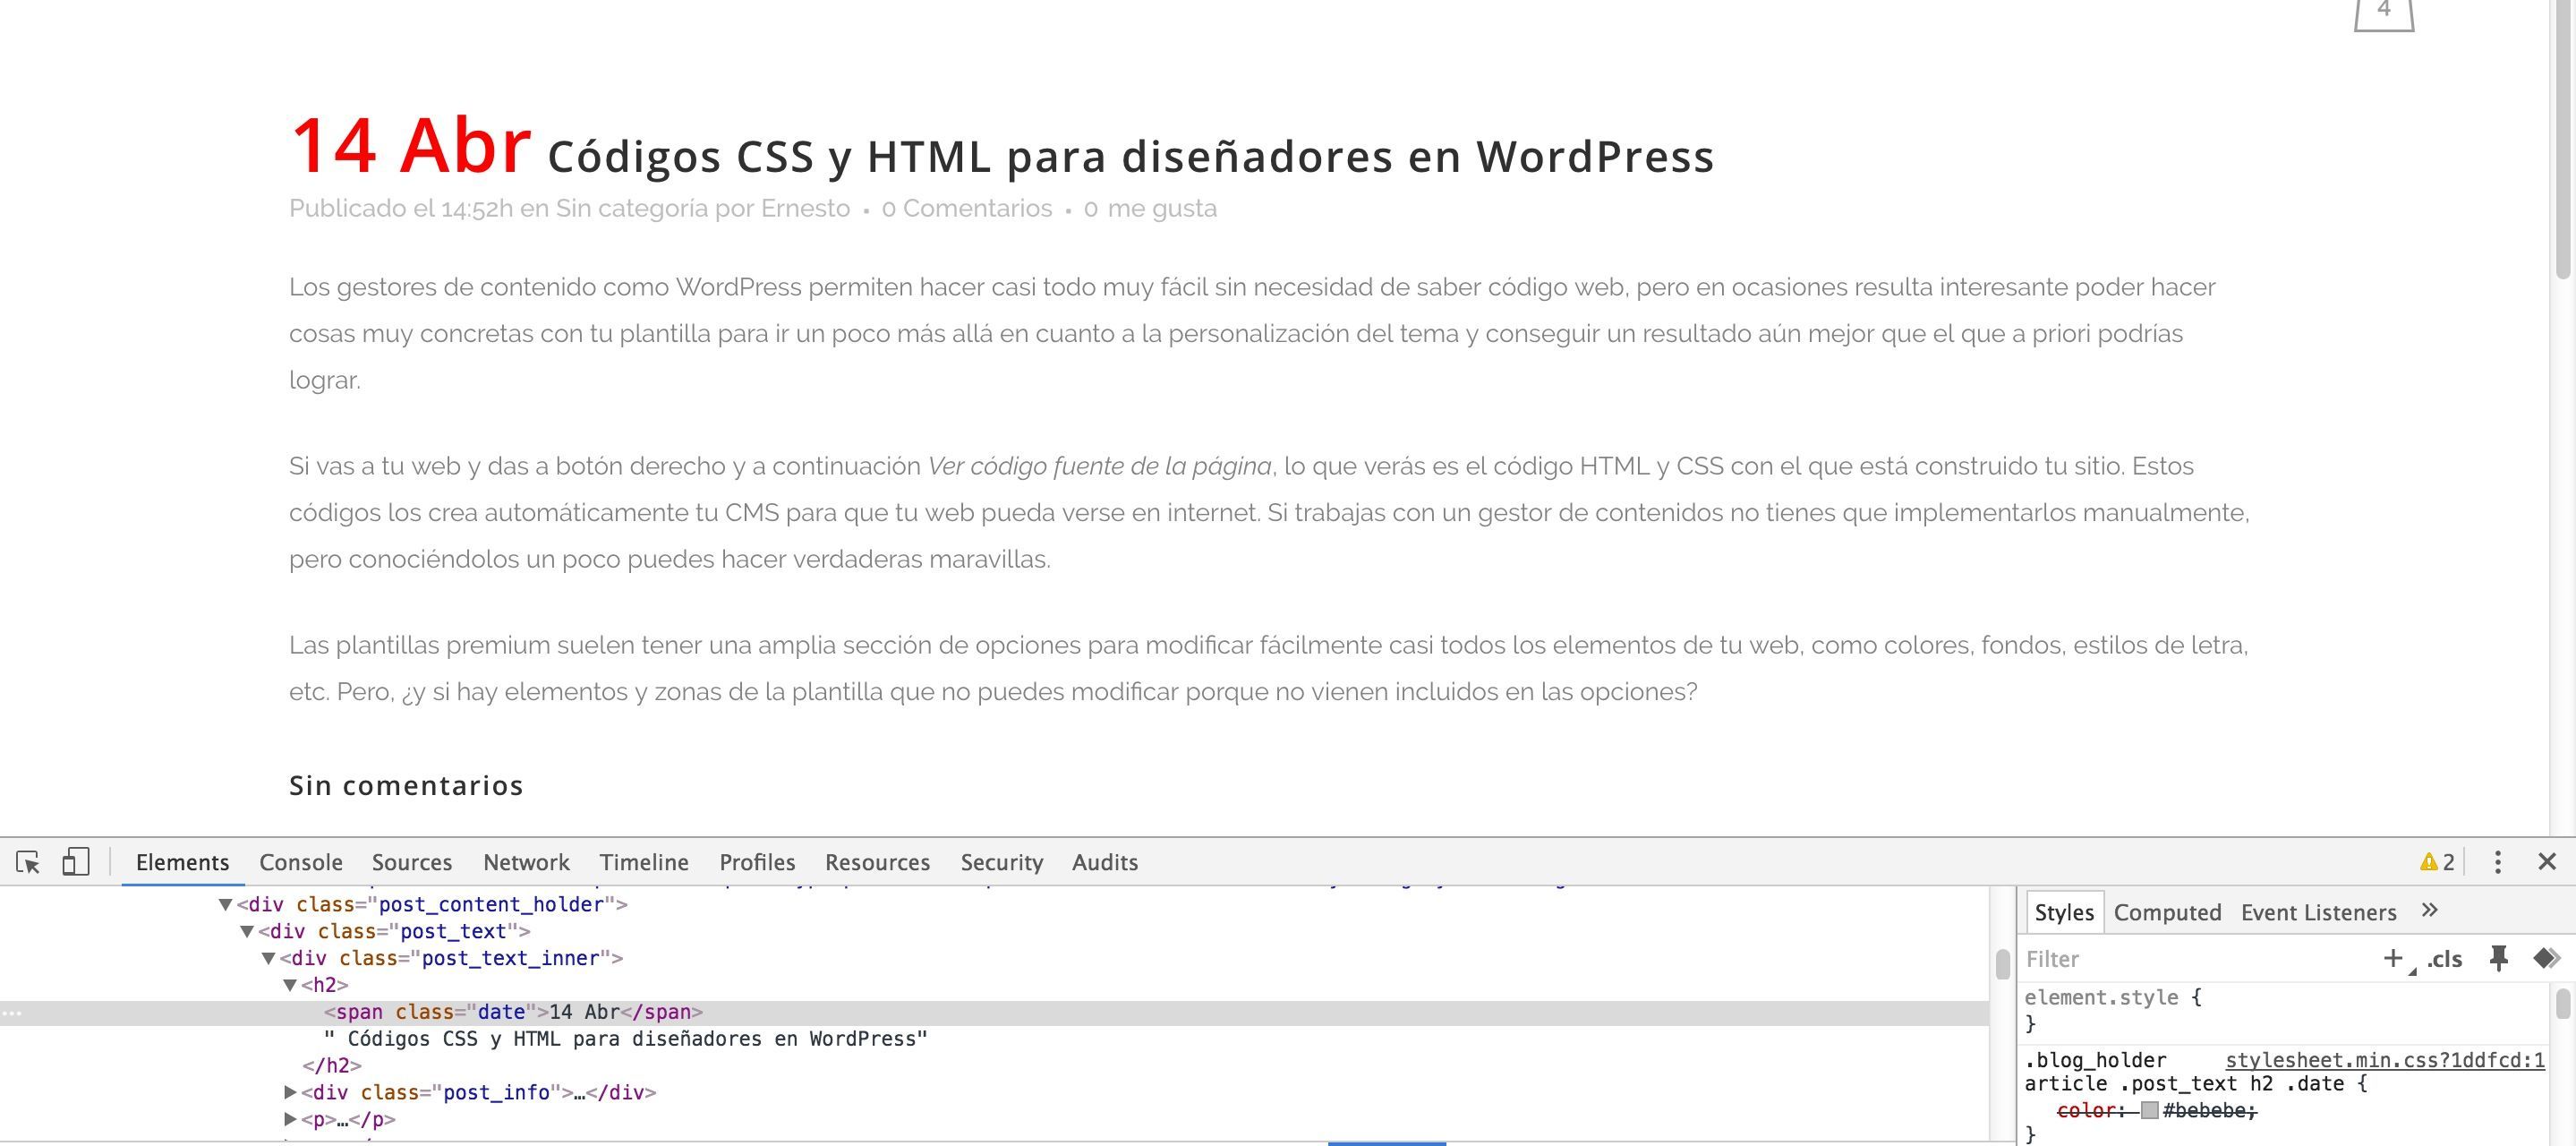 4
14 Abr Códigos CSS y HTML para diseñadores en WordPress
Publicado el 14:52h en Sin categoría por Ernesto • 0 Comentarios • 0 me gusta
Los gestores de contenido como WordPress permiten hacer casi todo muy fácil sin necesidad de saber código web, pero en ocasiones resulta interesante poder hacer
cosas muy concretas con tu plantilla para ir un poco más allá en cuanto a la personalización del tema y conseguir un resultado aún mejor que el que a priori podrías
lograr.
Si vas a tu web y das a botón derecho y a continuación Ver código fuente de la página, lo que verás es el código HTML y CSS con el que está construido tu sitio. Estos
códigos los crea automáticamente tu CMS para que tu web pueda verse en internet. Si trabajas con un gestor de contenidos no tienes que implementarlos manualmente,
pero conociéndolos un poco puedes hacer verdaderas maravillas.
Las plantillas premium suelen tener una amplia sección de opciones para modificar fácilmente casi todos los elementos de tu web, como colores, fondos, estilos de letra,
etc. Pero, ¿y si hay elementos y zonas de la plantilla que no puedes modificar porque no vienen incluidos en las opciones?
Sin comentarios
Elements Console Sources Network Timeline Profiles Resources Security Audits 2
<div class="post_content_holder">
<div class="post_text">
<div class="post_text_inner">
<h2>
<span class="date">14 Abr</span>
" Códigos CSS y HTML para diseñadores en WordPress"
</h2>
<div class="post_info">…</div>
<p>…</p>
Styles Computed Event Listeners »
Filter + .cls
element.style {
}
.blog_holder stylesheet.min.css?1ddfcd:1
article .post_text h2 .date {
color: #bebebe;
}